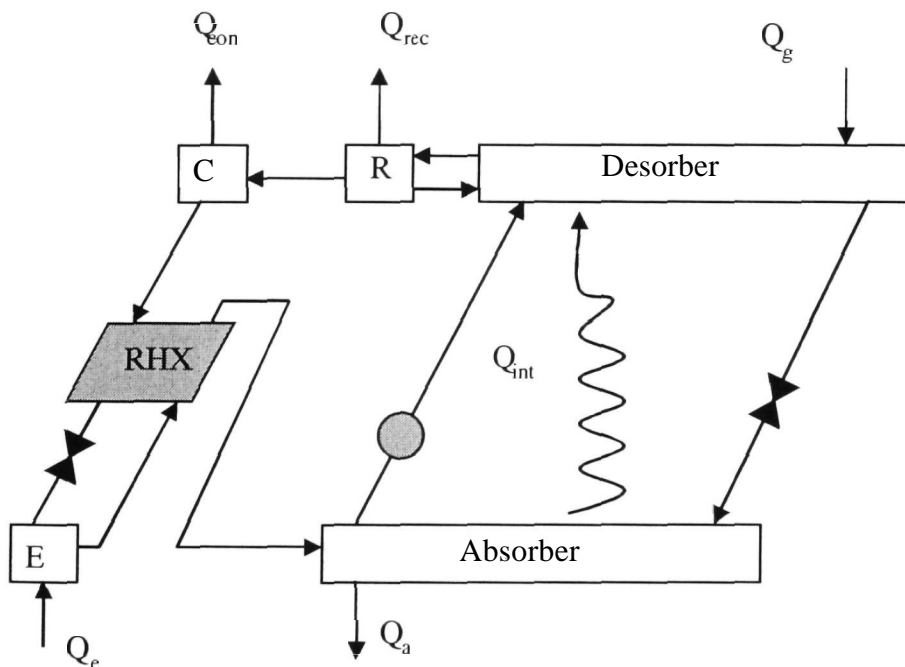 Q_con Q_rec Q_g
C R Desorber
RHX
Q_int
E Absorber
Q_e Q_a